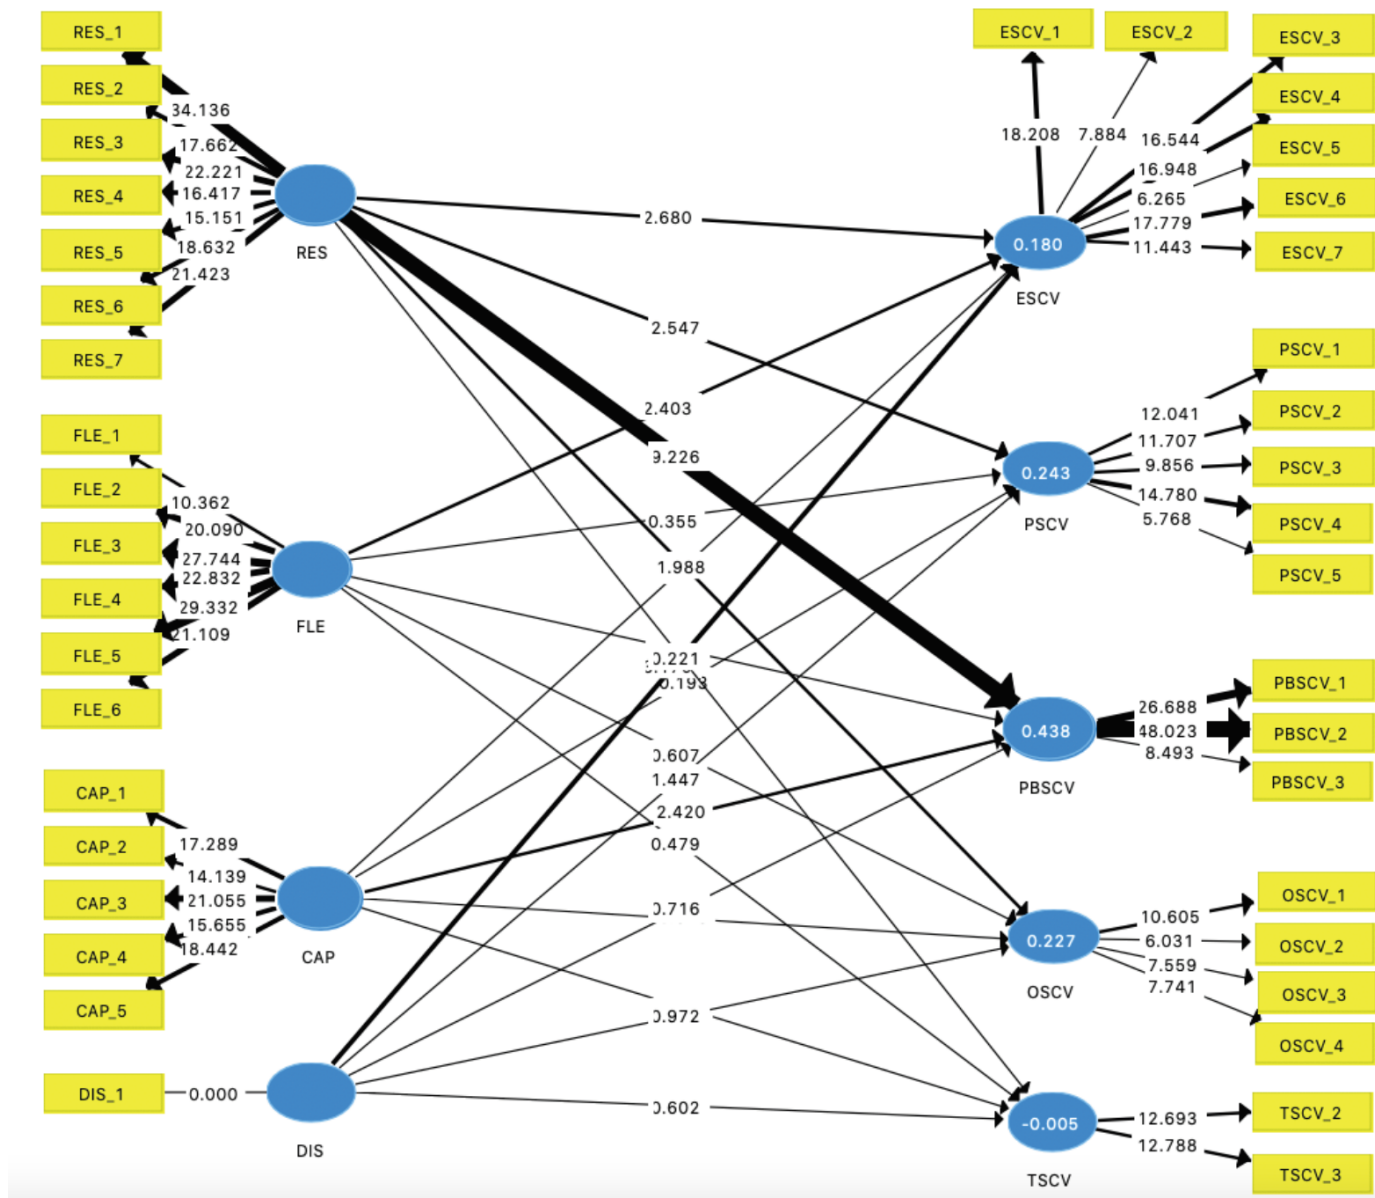 RES_1
RES_2
RES_3
RES_4
RES_5
RES_6
RES_7
34.136
17.662
22.221
16.417
15.151
18.632
21.423
RES
FLE_1
FLE_2
FLE_3
FLE_4
FLE_5
FLE_6
10.362
20.090
27.744
22.832
29.332
21.109
FLE
CAP_1
CAP_2
CAP_3
CAP_4
CAP_5
17.289
14.139
21.055
15.655
18.442
CAP
DIS_1
0.000
DIS
2.680
2.547
2.403
9.226
0.355
1.988
0.221
0.193
0.607
1.447
2.420
0.479
0.716
0.972
0.602
ESCV_1
ESCV_2
ESCV_3
ESCV_4
ESCV_5
ESCV_6
ESCV_7
18.208
7.884
16.544
16.948
6.265
17.779
11.443
0.180
ESCV
PSCV_1
PSCV_2
PSCV_3
PSCV_4
PSCV_5
12.041
11.707
9.856
14.780
5.768
0.243
PSCV
PBSCV_1
PBSCV_2
PBSCV_3
26.688
48.023
8.493
0.438
PBSCV
OSCV_1
OSCV_2
OSCV_3
OSCV_4
10.605
6.031
7.559
7.741
0.227
OSCV
TSCV_2
TSCV_3
12.693
12.788
-0.005
TSCV